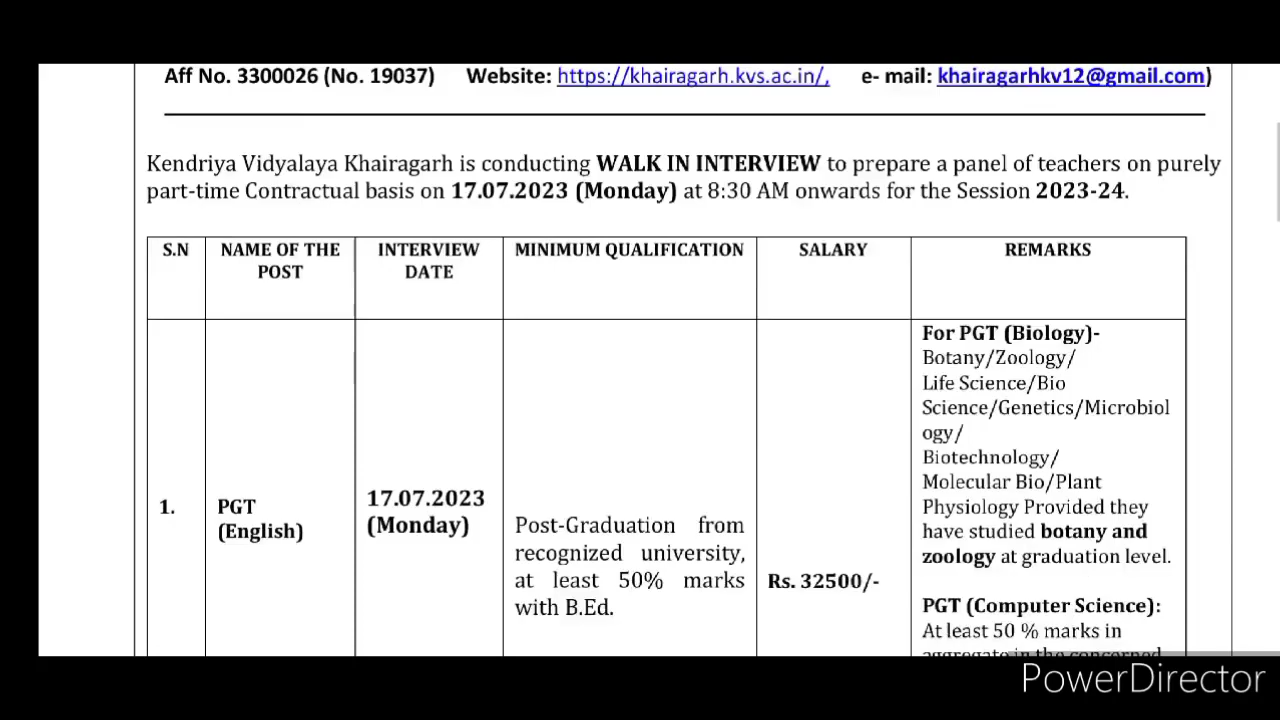 Aff No. 3300026 (No. 19037) Website: https://khairagarh.kvs.ac.in/, e- mail: khairagarhkv12@gmail.com)
Kendriya Vidyalaya Khairagarh is conducting WALK IN INTERVIEW to prepare a panel of teachers on purely
part-time Contractual basis on 17.07.2023 (Monday) at 8:30 AM onwards for the Session 2023-24.
S.N
NAME OF THE
POST
INTERVIEW
DATE
MINIMUM QUALIFICATION
SALARY
REMARKS
1.
PGT
(English)
17.07.2023
(Monday)
Post-Graduation from
recognized university,
at least 50% marks
with B.Ed.
Rs. 32500/-
For PGT (Biology)-
Botany/Zoology/
Life Science/Bio
Science/Genetics/Microbiol
ogy/
Biotechnology/
Molecular Bio/Plant
Physiology Provided they
have studied botany and
zoology at graduation level.
PGT (Computer Science):
At least 50 % marks in
aggregate in the concerned
PowerDirector